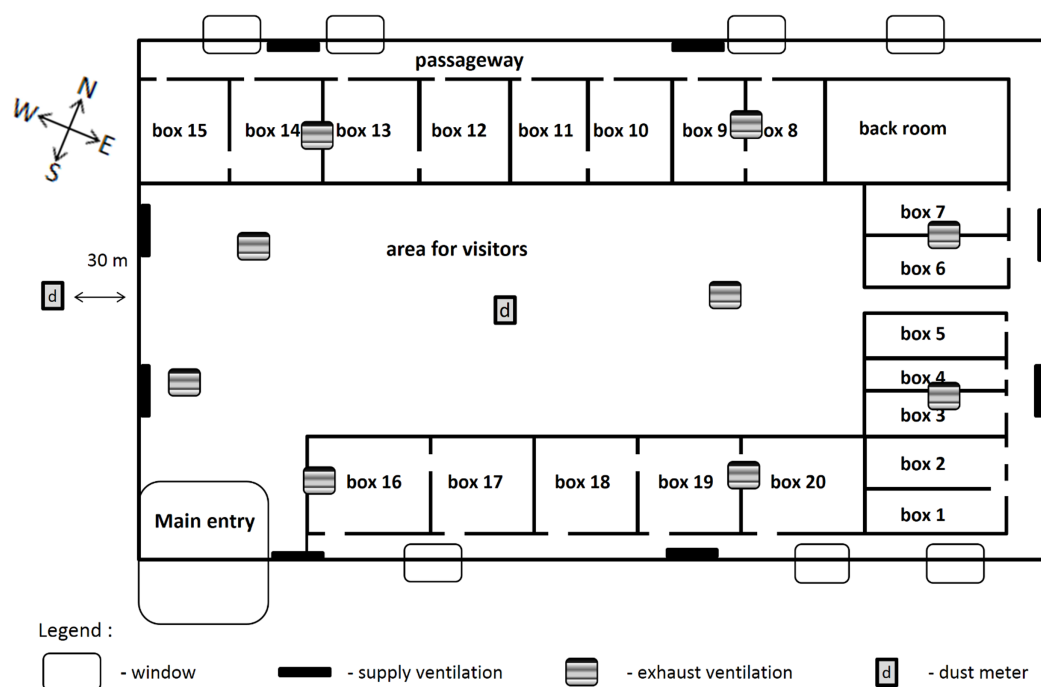 passageway
N
W
E
S
box 15
box 14
box 13
box 12
box 11
box 10
box 9
box 8
back room
box 7
box 6
area for visitors
30 m
d
d
box 5
box 4
box 3
box 2
box 1
box 16
box 17
box 18
box 19
box 20
Main entry
Legend :
- window
- supply ventilation
- exhaust ventilation
d
- dust meter